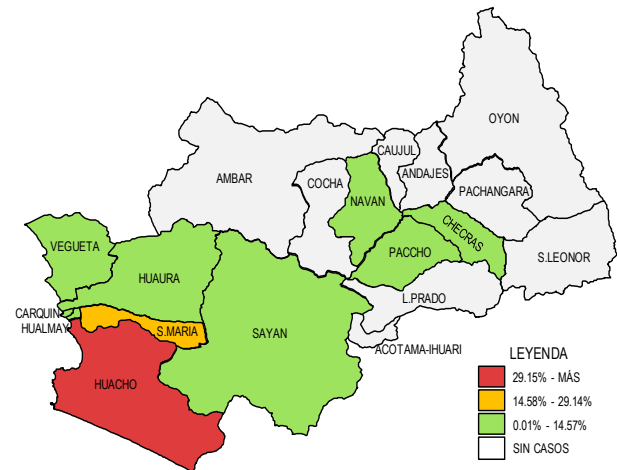 OYON
CAUJUL
AMBAR
COCHA
ANDAJES
NAVAN
PACHANGARA
CHECRAS
VEGUETA
PACCHO
S.LEONOR
HUAURA
L.PRADO
CARQUIN
HUALMAY
S.MARIA
SAYAN
ACOTAMA-IHUARI
HUACHO
LEYENDA
29.15% - MÁS
14.58% - 29.14%
0.01% - 14.57%
SIN CASOS